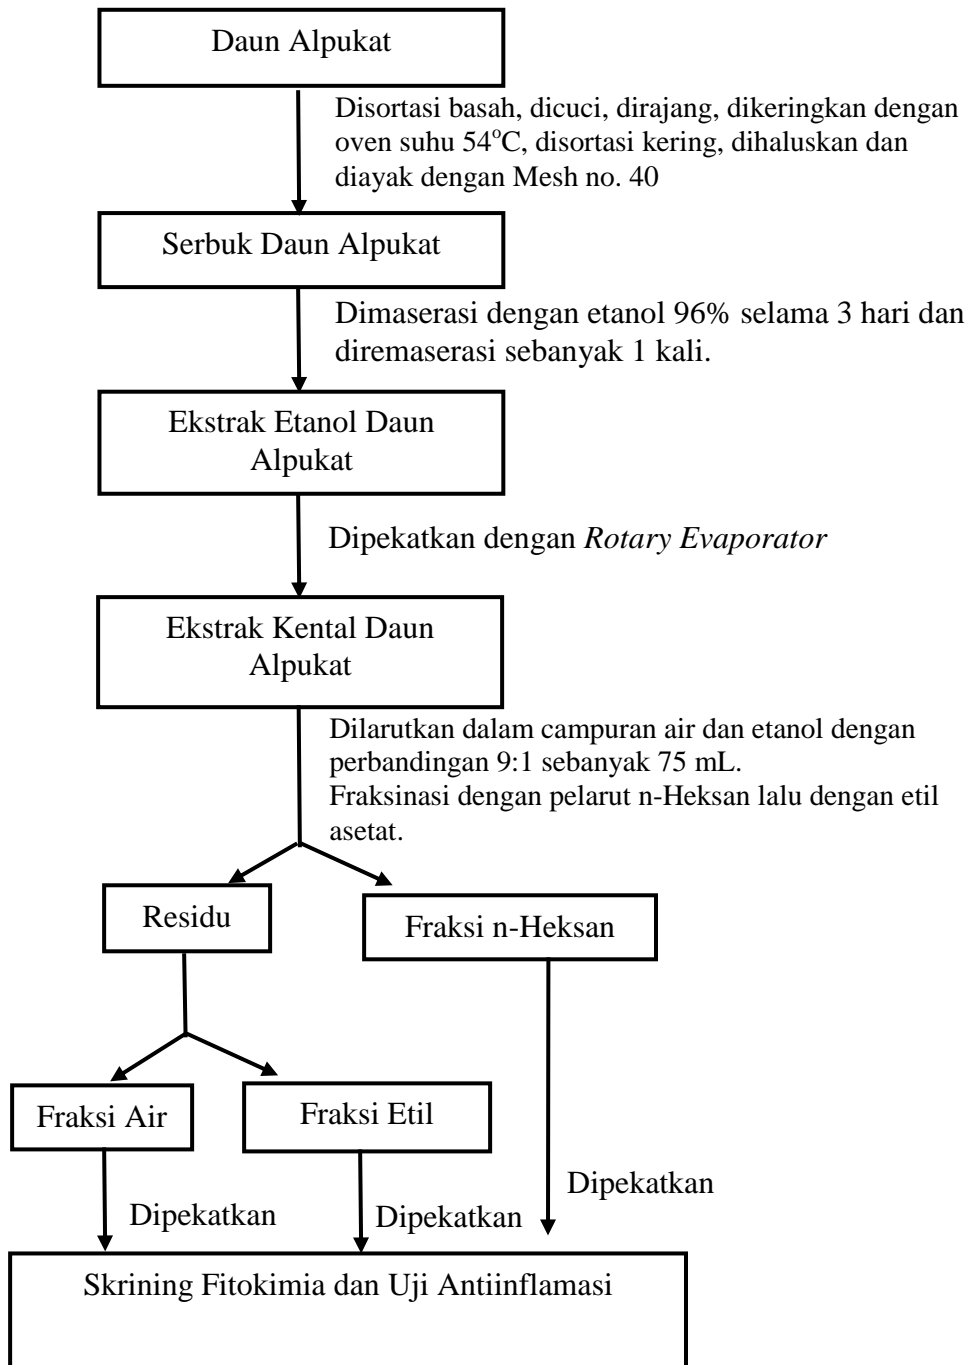 Daun Alpukat
Disortasi basah, dicuci, dirajang, dikeringkan dengan
oven suhu 54°C, disortasi kering, dihaluskan dan
diayak dengan Mesh no. 40
Serbuk Daun Alpukat
Dimaserasi dengan etanol 96% selama 3 hari dan
diremaserasi sebanyak 1 kali.
Ekstrak Etanol Daun
Alpukat
Dipekatkan dengan Rotary Evaporator
Ekstrak Kental Daun
Alpukat
Dilarutkan dalam campuran air dan etanol dengan
perbandingan 9:1 sebanyak 75 mL.
Fraksinasi dengan pelarut n-Heksan lalu dengan etil
asetat.
Residu
Fraksi n-Heksan
Fraksi Air
Fraksi Etil
Dipekatkan
Dipekatkan
Dipekatkan
Skrining Fitokimia dan Uji Antiinflamasi